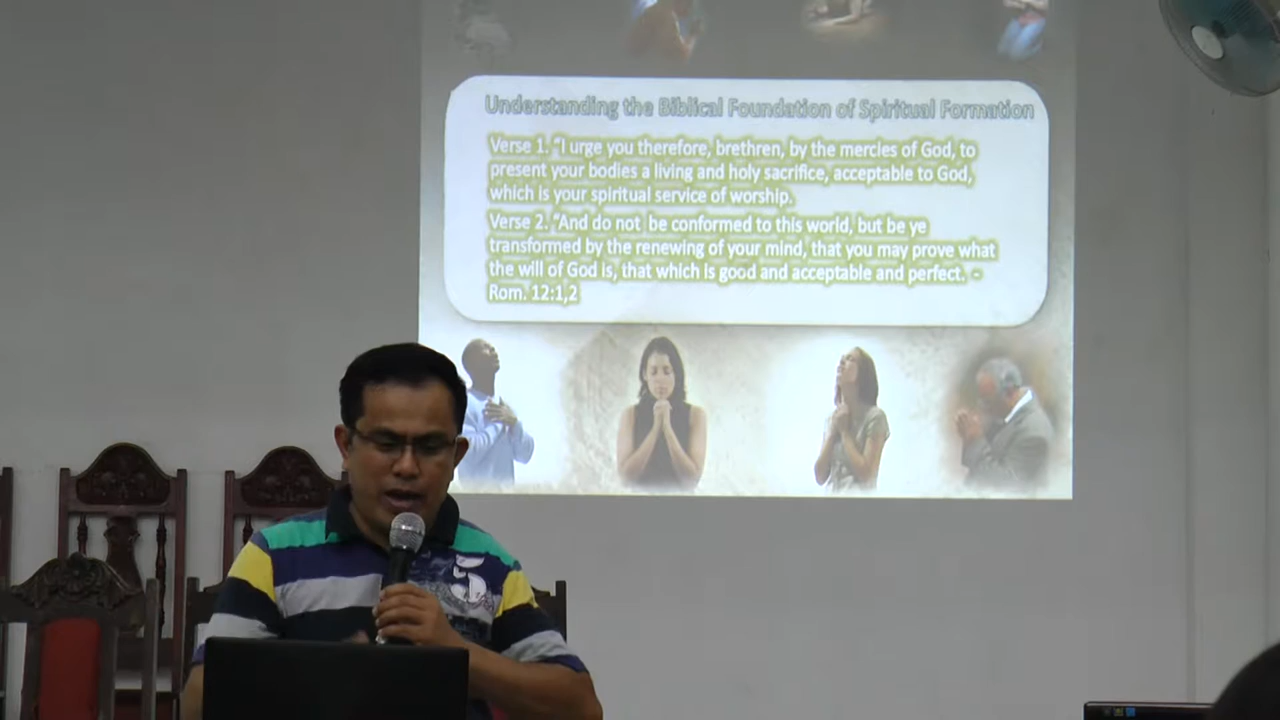 Understanding the Biblical Foundation of Spiritual Formation
Verse 1. "I urge you therefore, brethren, by the mercies of God, to
present your bodies a living and holy sacrifice, acceptable to God,
which is your spiritual service of worship.
Verse 2. "And do not be conformed to this world, but be ye
transformed by the renewing of your mind, that you may prove what
the will of God is, that which is good and acceptable and perfect. -
Rom. 12:1,2
5